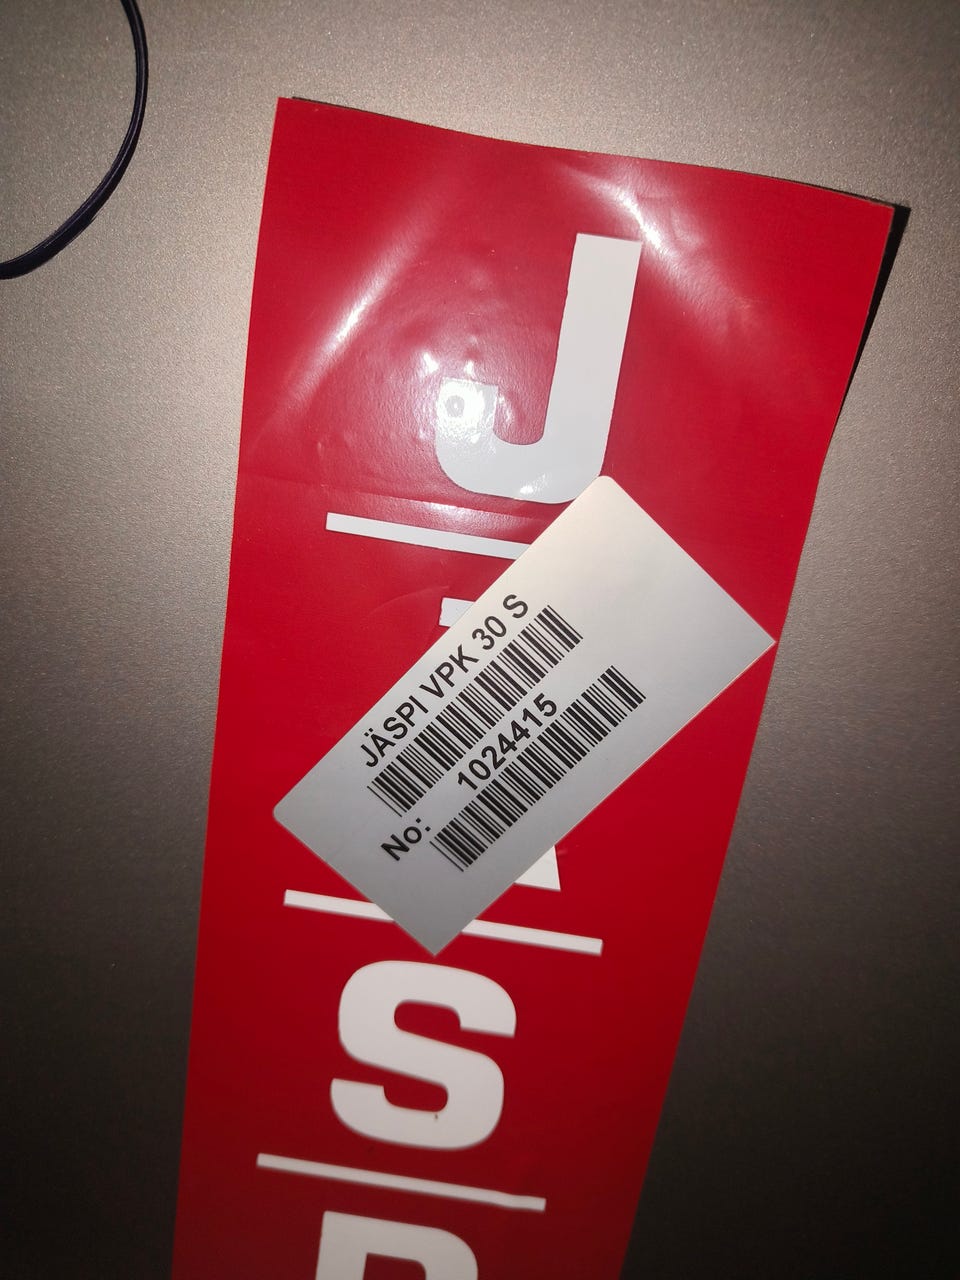 J
S
JÄSPI VPK 30 S
No: 1024415